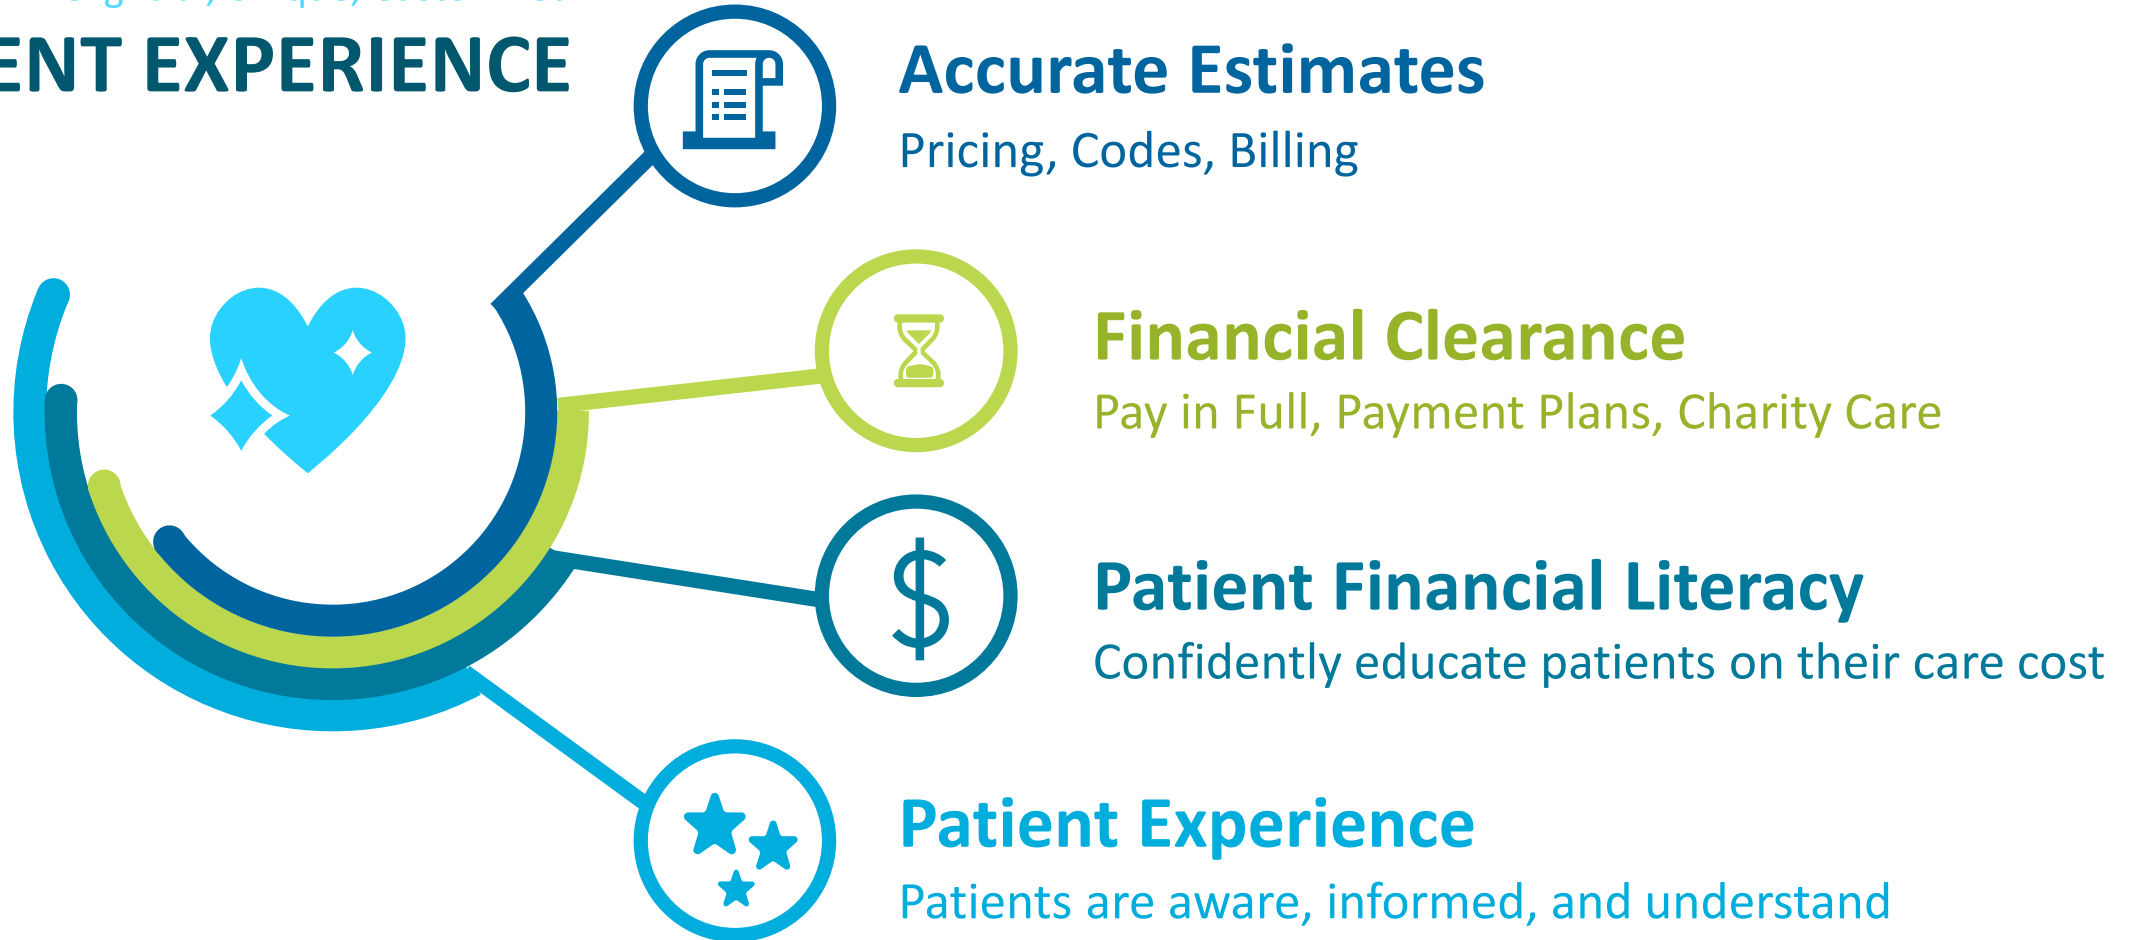 ENT EXPERIENCE
Accurate Estimates
Pricing, Codes, Billing
Financial Clearance
Pay in Full, Payment Plans, Charity Care
Patient Financial Literacy
Confidently educate patients on their care cost
Patient Experience
Patients are aware, informed, and understand